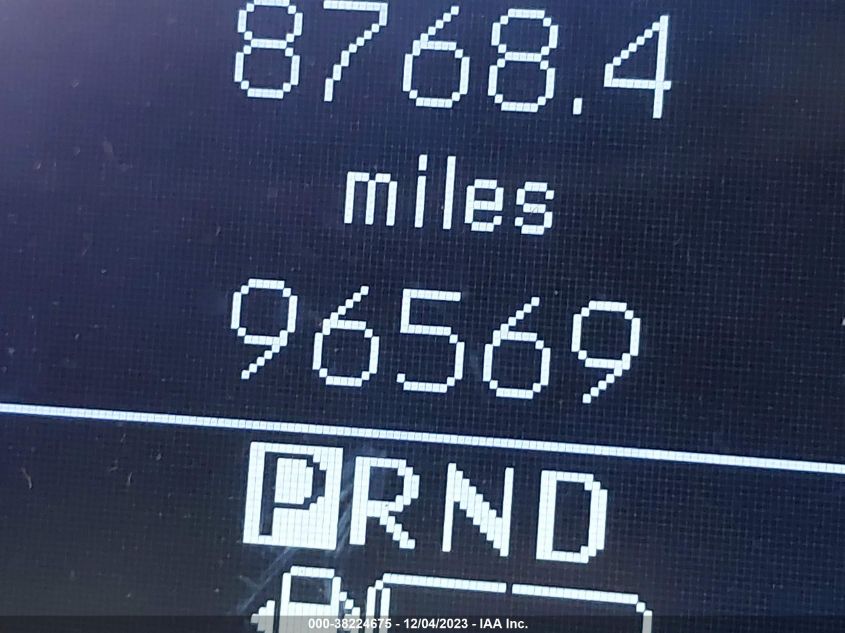 8768.4
miles
96569
PRND
000-38224675 - 12/04/2023 - IAA Inc.